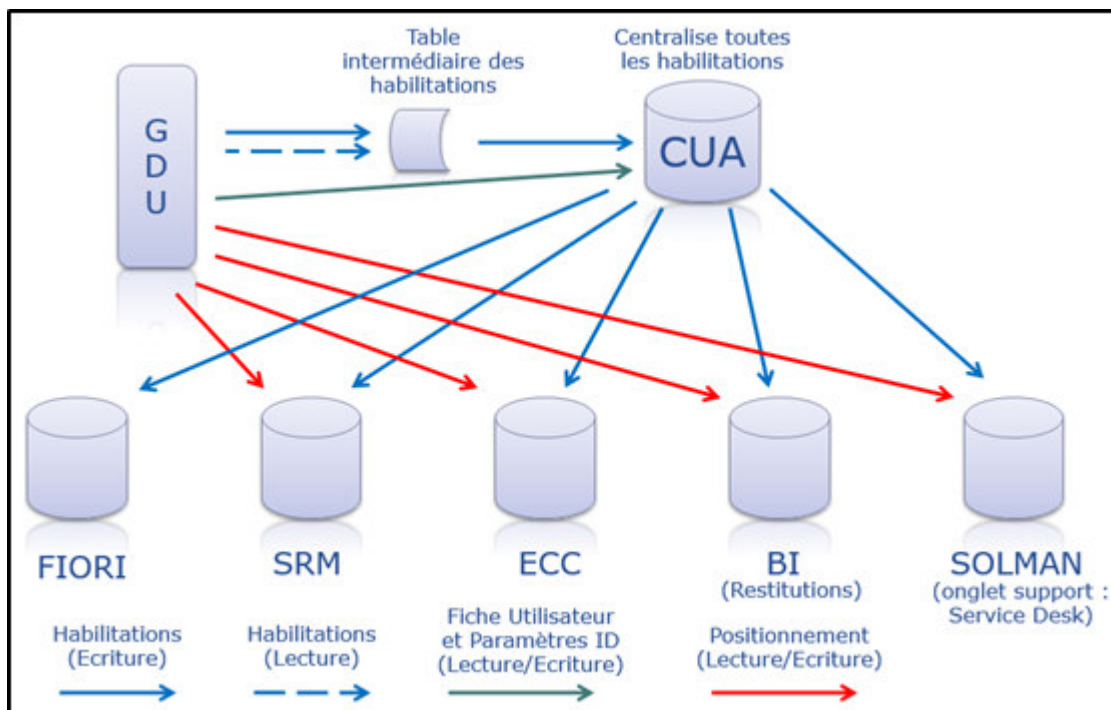 Table
intermédiaire des
habilitations
Centralise toutes
les habilitations
G
D
U
CUA
FIORI
SRM
ECC
BI
(Restitutions)
SOLMAN
(onglet support :
Service Desk)
Habilitations
(Ecriture)
Habilitations
(Lecture)
Fiche Utilisateur
et Paramètres ID
(Lecture/Ecriture)
Positionnement
(Lecture/Ecriture)